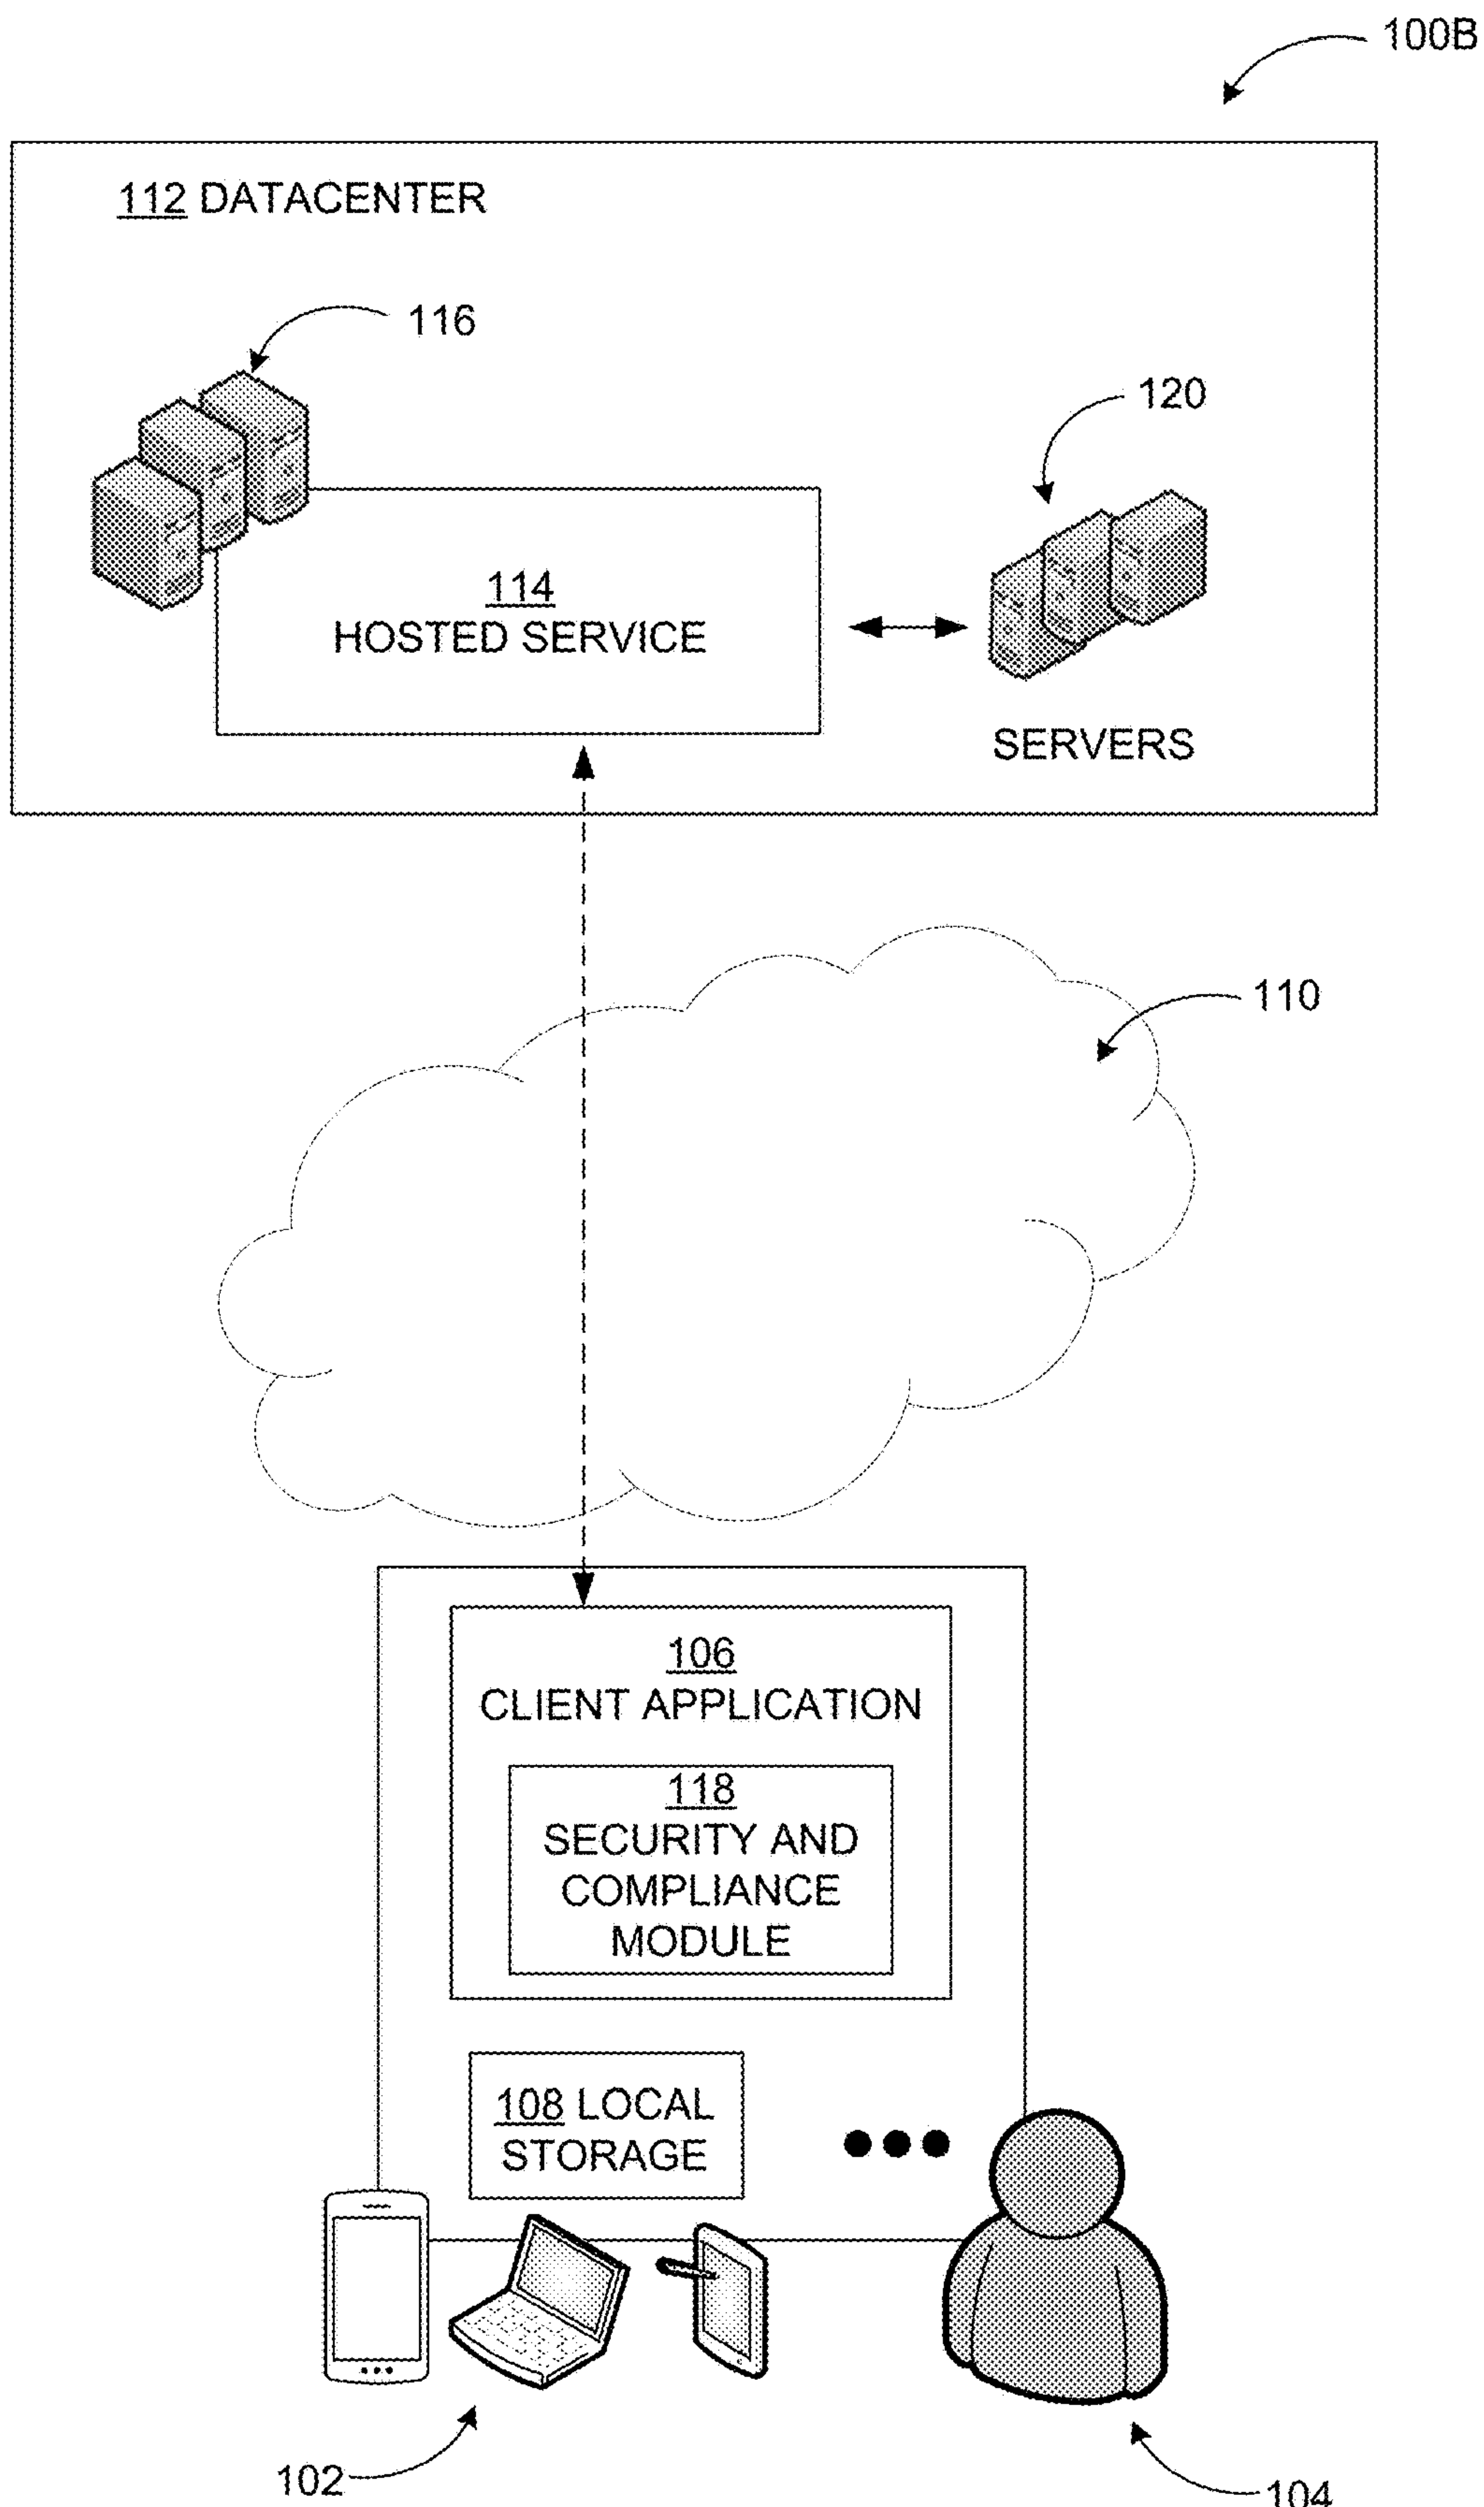 100B
112 DATACENTER
116
120
114
HOSTED SERVICE
SERVERS
110
106
CLIENT APPLICATION
118
SECURITY AND
COMPLIANCE
MODULE
108 LOCAL
STORAGE
102
104